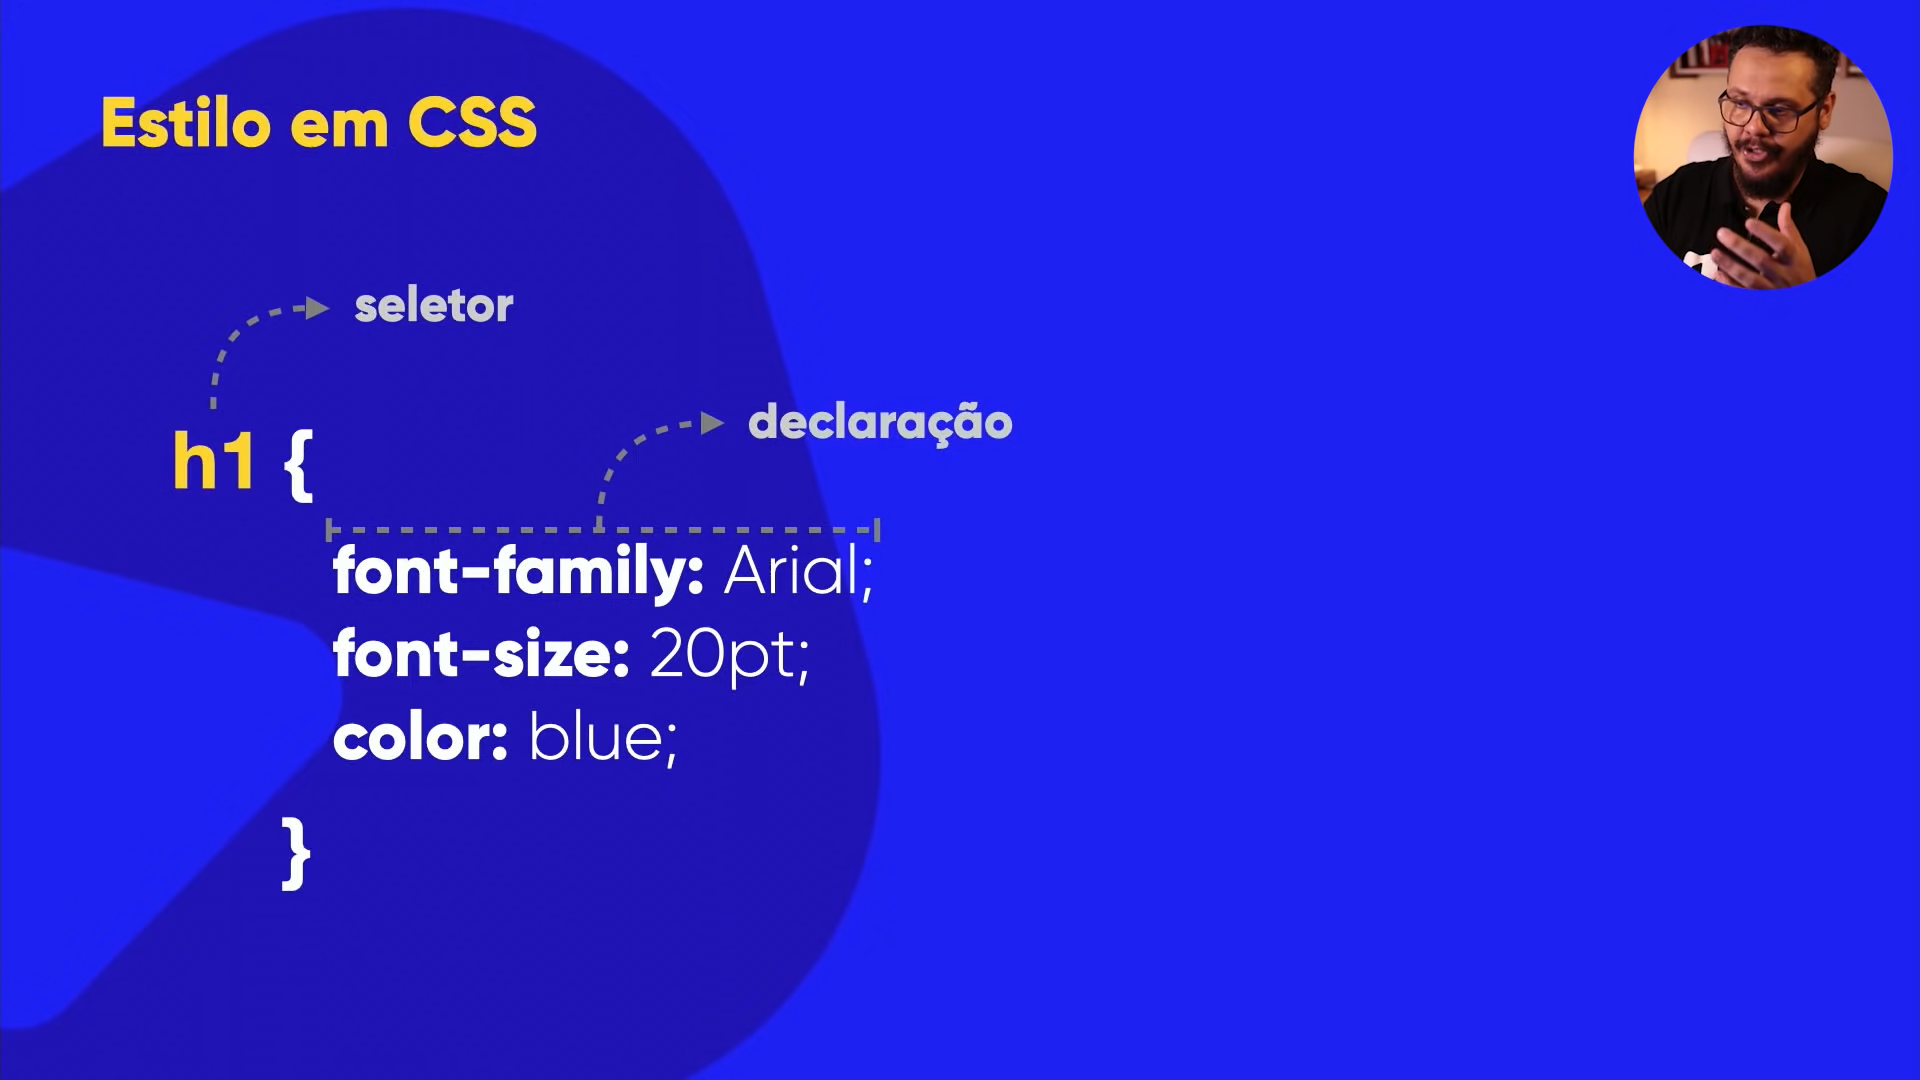 Estilo em CSS
seletor
declaração
h1 {
font-family: Arial;
font-size: 20pt;
color: blue;
}